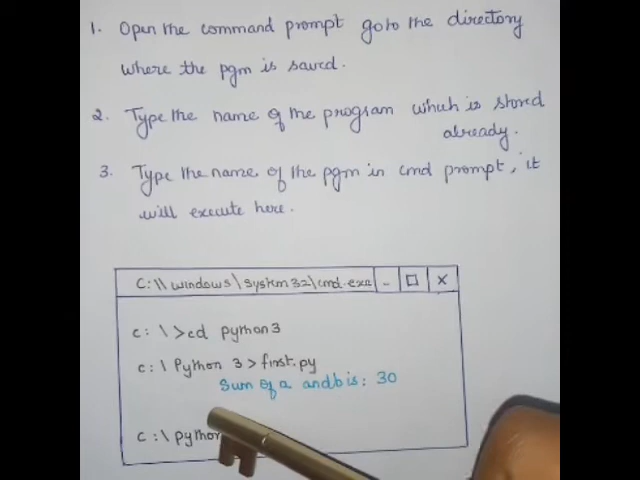 1. Open the command prompt goto the directory
where the pgm is saved.
2. Type the name of the program which is stored
already.
3. Type the name of the pgm in cmd prompt, it
will execute here.
C:\\windows\system32\cmd.exe - □ X
c:\>cd python3
c:\Python 3>first.py
Sum of a and b is: 30
c:\python